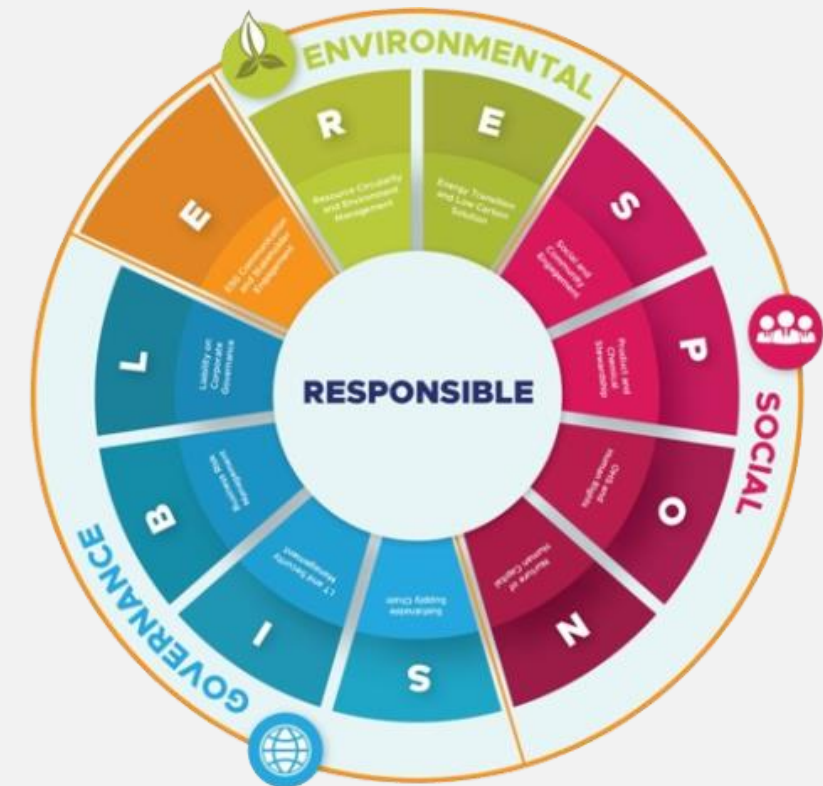 ENVIRONMENTAL
R
Resource Circularity
and Environment
Management
E
Energy Transition
and Low Carbon
Solution
SOCIAL
S
Social and
Community
Engagement
P
Product and
Chemical
Stewardship
O
OHS and
Human Rights
N
Nurture of
Human Capital
GOVERNANCE
S
Sustainable
Supply Chain
I
I.T and Security
Management
B
Business Risk
Management
L
Liability on
Corporate
Governance
E
ESG Communication
and Stakeholder
Engagement
RESPONSIBLE